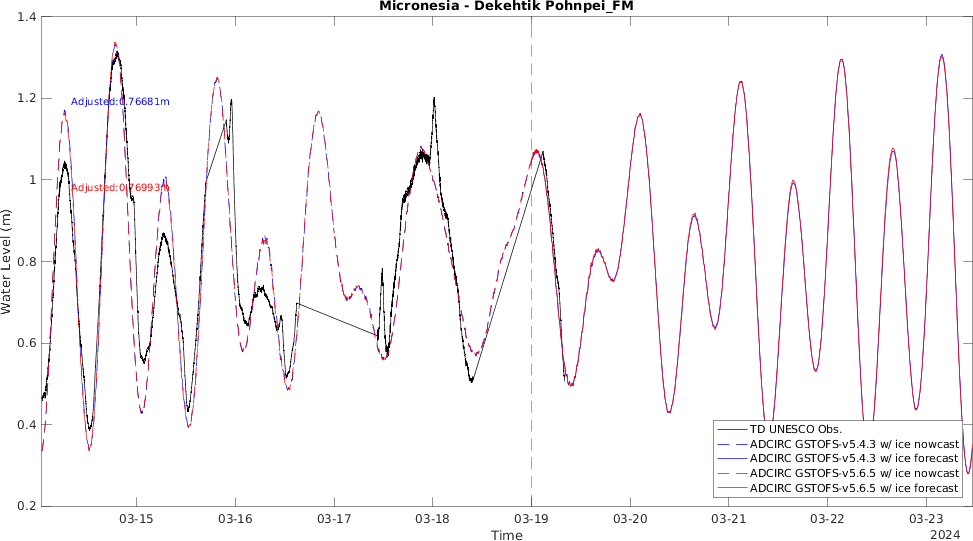 Micronesia - Dekehtik Pohnpei_FM
1.4
1.2
1
0.8
0.6
0.4
0.2
Water Level (m)
Adjusted:0.76681m
Adjusted:0.76993m
TD UNESCO Obs.
ADCIRC GSTOFS-v5.4.3 w/ ice nowcast
ADCIRC GSTOFS-v5.4.3 w/ ice forecast
ADCIRC GSTOFS-v5.6.5 w/ ice nowcast
ADCIRC GSTOFS-v5.6.5 w/ ice forecast
03-15 03-16 03-17 03-18 03-19 03-20 03-21 03-22 03-23
Time
2024